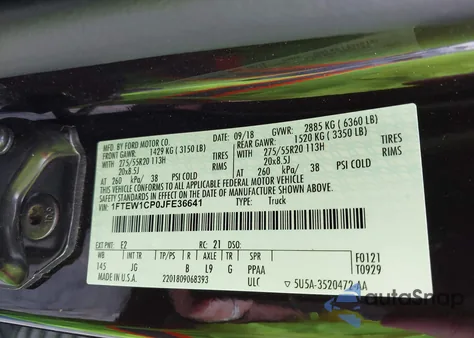 MFD. BY FORD MOTOR CO.
DATE: 09/18 GVWR: 2885 KG ( 6360 LB)
FRONT GAWR: 1429 KG ( 3150 LB) REAR GAWR: 1520 KG ( 3350 LB)
275/55R20 113H TIRES 275/55R20 113H TIRES
20x8.5J RIMS 20x8.5J RIMS
AT 260 kPa/ 38 PSI COLD AT 260 kPa/ 38 PSI COLD
THIS VEHICLE CONFORMS TO ALL APPLICABLE FEDERAL MOTOR VEHICLE
SAFETY STANDARDS IN EFFECT ON THE DATE OF MANUFACTURE SHOWN ABOVE.
VIN: 1FTEW1CP0JFE36641
TYPE: Truck
EXT PNT: E2 RC: 21 DSO: F0121
WB INT TR TP/PS R AXLE TR SPR T0929
145 JG B L9 G PPAA
MADE IN U.S.A. 2201809068393 ULC 5U5A-3520472-AA
autoSnap